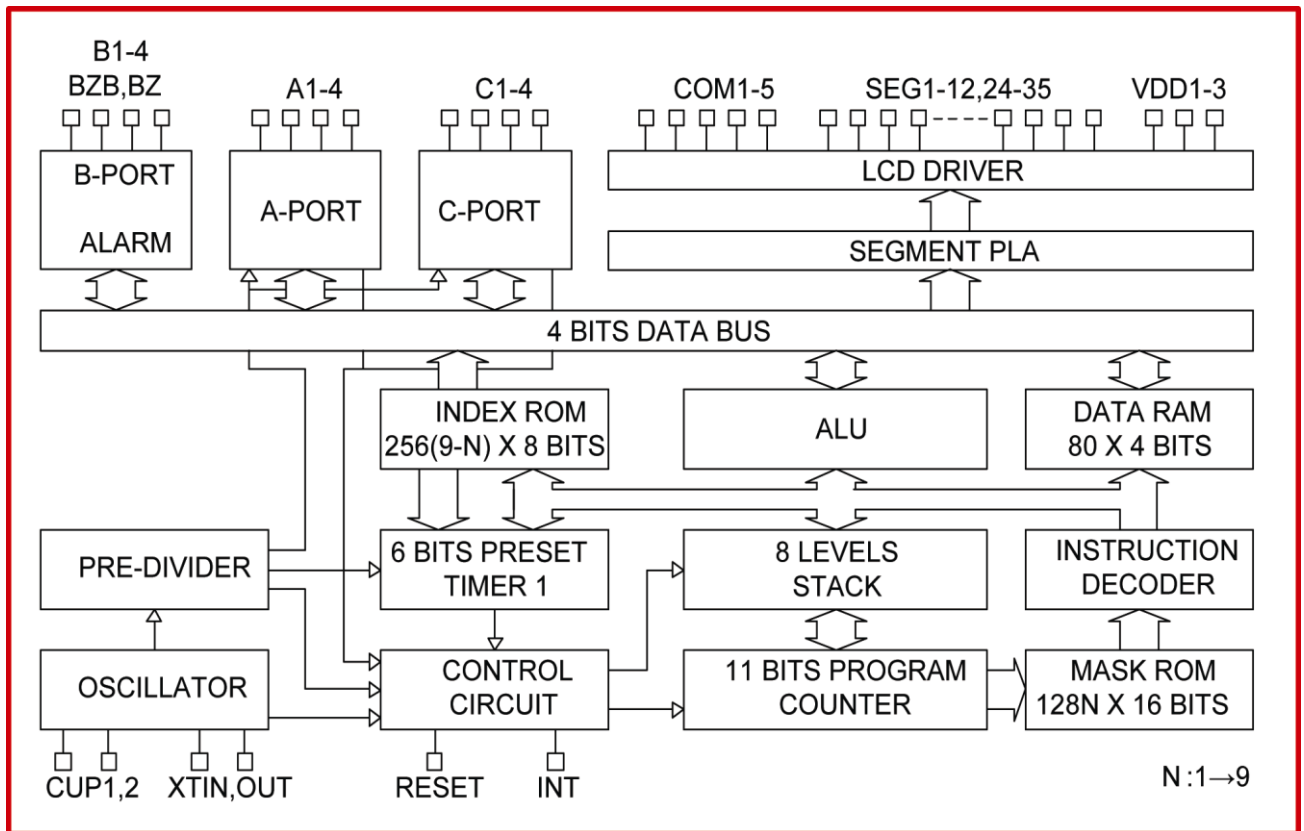 B1-4
BZB,BZ
A1-4
C1-4
COM1-5
SEG1-12,24-35
VDD1-3
B-PORT
ALARM
A-PORT
C-PORT
LCD DRIVER
SEGMENT PLA
4 BITS DATA BUS
INDEX ROM
256(9-N) X 8 BITS
ALU
DATA RAM
80 X 4 BITS
PRE-DIVIDER
6 BITS PRESET
TIMER 1
8 LEVELS
STACK
INSTRUCTION
DECODER
OSCILLATOR
CONTROL
CIRCUIT
11 BITS PROGRAM
COUNTER
MASK ROM
128N X 16 BITS
CUP1,2
XTIN,OUT
RESET
INT
N :1→9